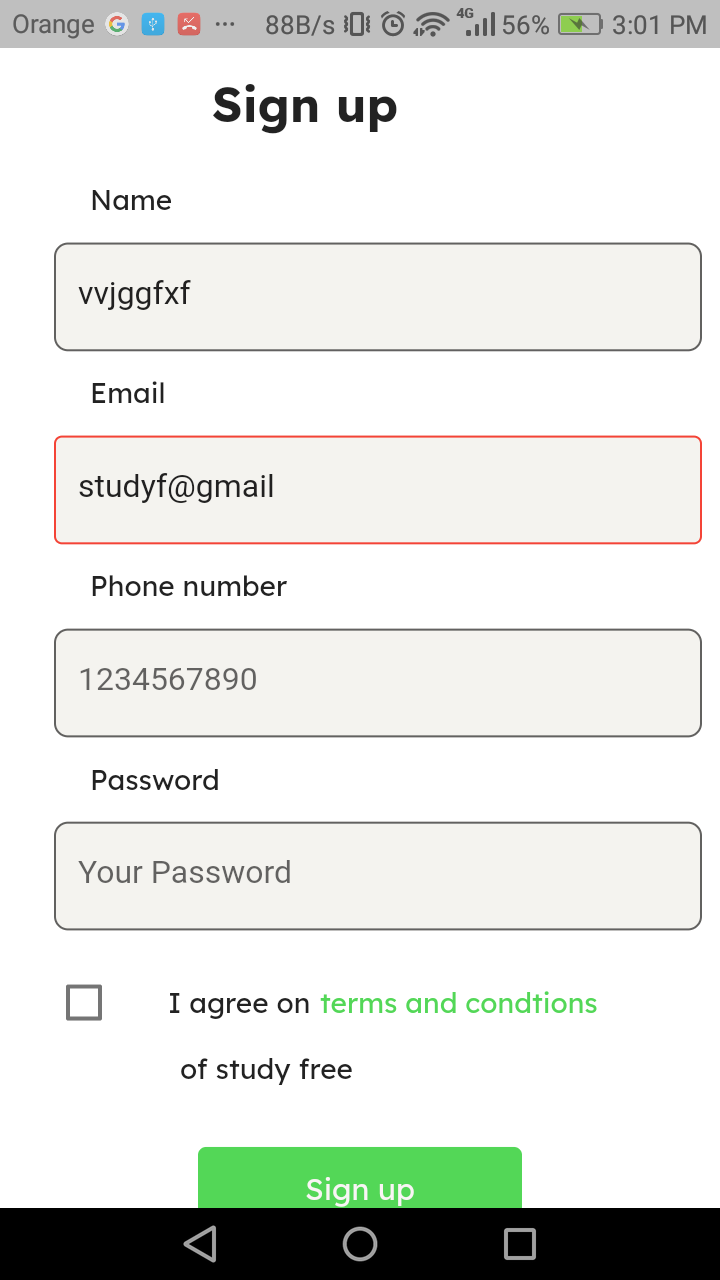 Orange ... 88B/s 4G 56% 3:01 PM
Sign up
Name
vvjggfxf
Email
studyf@gmail
Phone number
1234567890
Password
Your Password
I agree on terms and condtions
of study free
Sign up